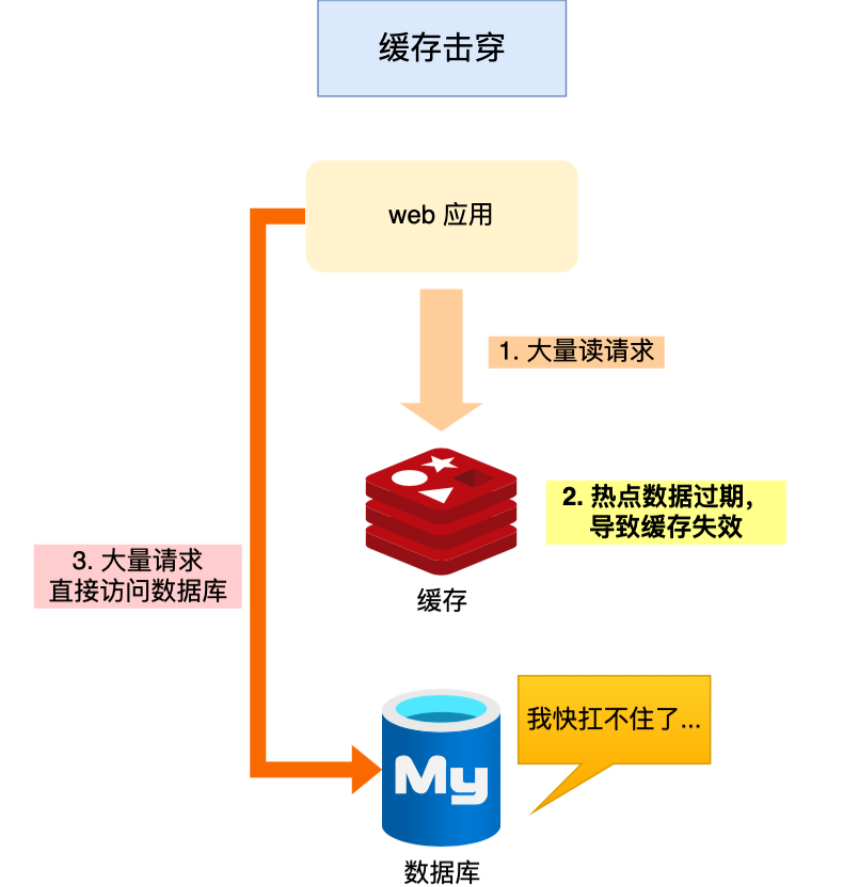 缓存击穿
web 应用
1. 大量读请求
2. 热点数据过期，
导致缓存失效
缓存
3. 大量请求
直接访问数据库
我快扛不住了...
My
数据库